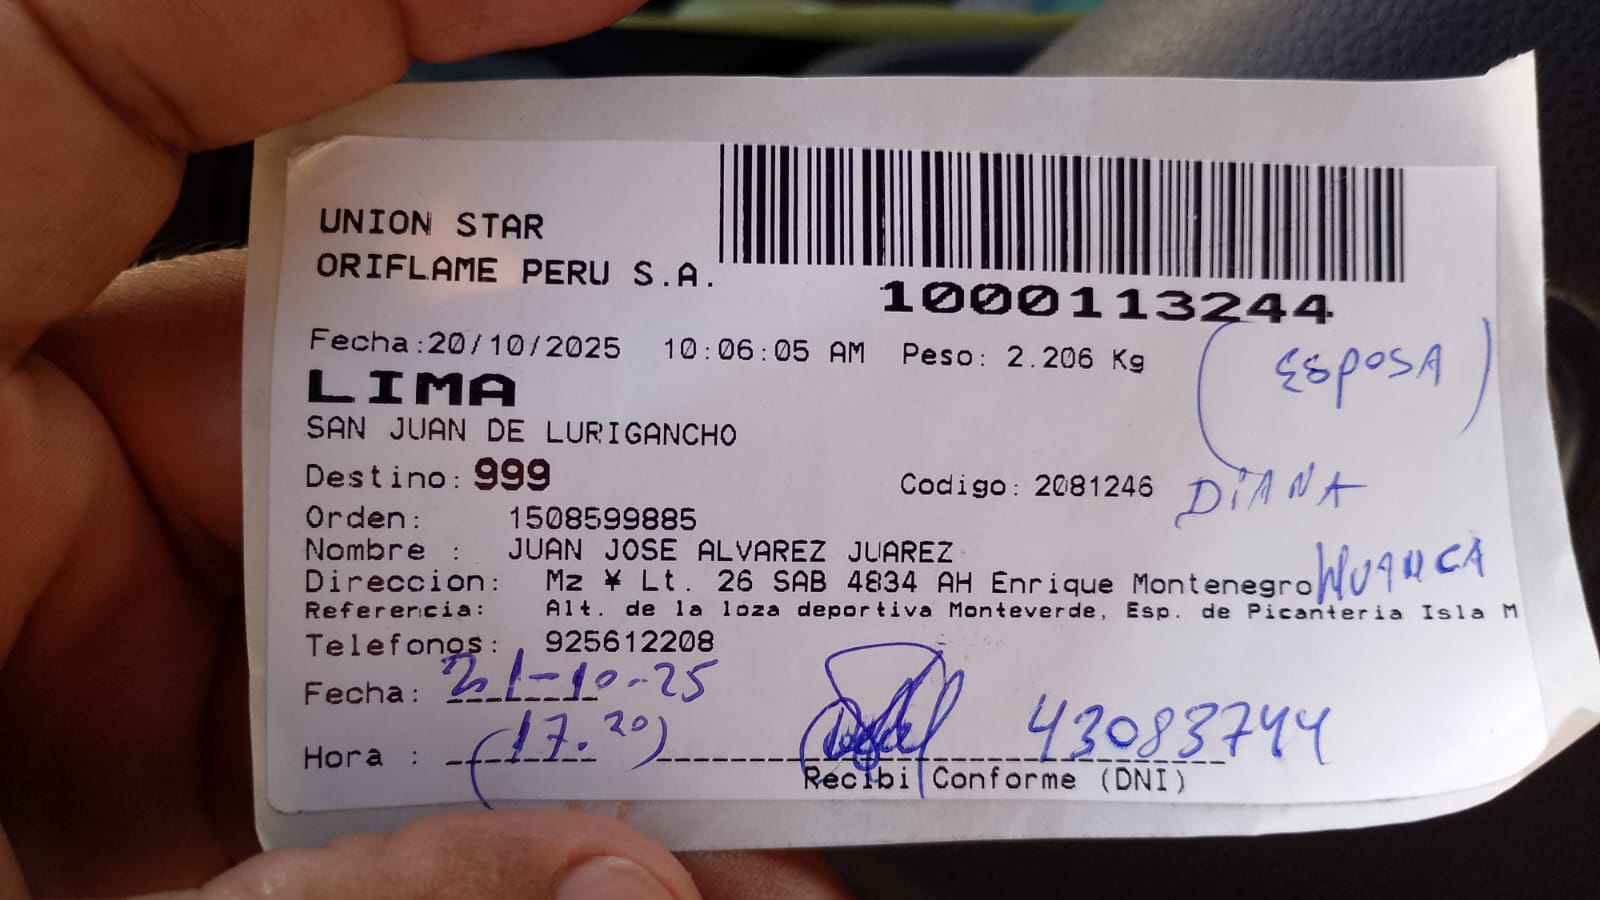 UNION STAR
ORIFLAME PERU S.A.
1000113244
Fecha:20/10/2025 10:06:05 AM Peso: 2.206 Kg
(ESPOSA)
LIMA
SAN JUAN DE LURIGANCHO
Destino: 999 Codigo: 2081246 DIANA
Orden: 1508599885
Nombre : JUAN JOSE ALVAREZ JUAREZ
Direccion: Mz ¥ Lt. 26 SAB 4834 AH Enrique Montenegro HUANCA
Referencia: Alt. de la loza deportiva Monteverde, Esp. de Picanteria Isla M
Telefonos: 925612208
Fecha: 21-10-25
Hora : (17.20) 43083744
Recibi Conforme (DNI)